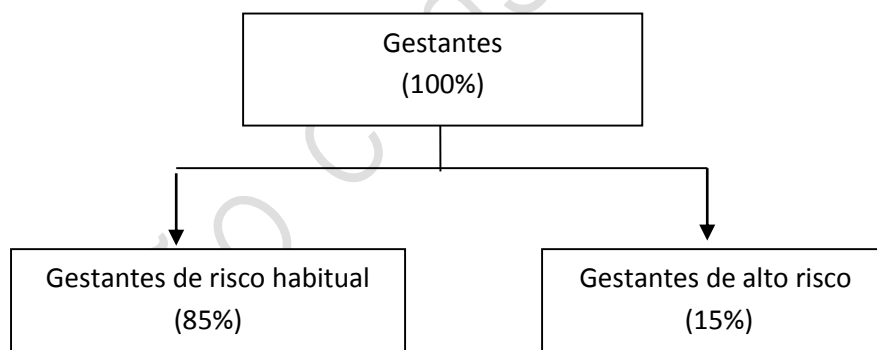 Gestantes
(100%)
Gestantes de risco habitual
(85%)
Gestantes de alto risco
(15%)